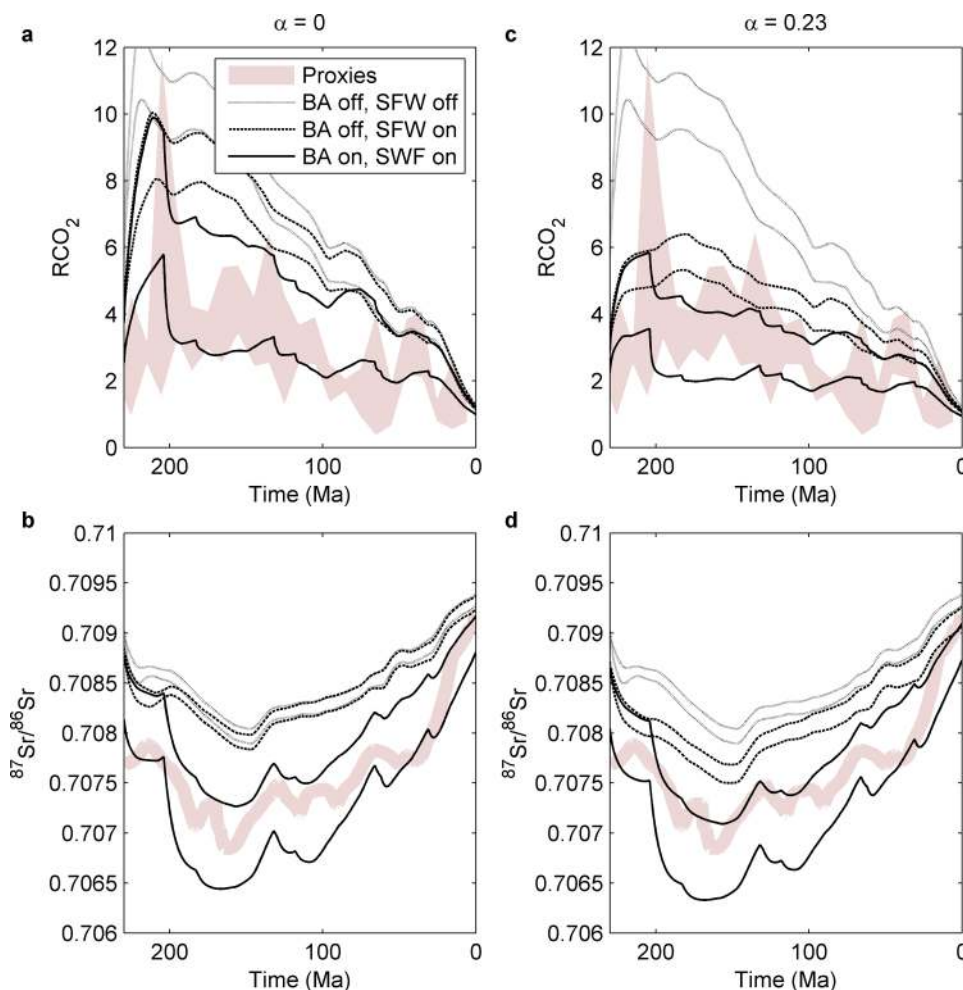 a
α = 0
12
10
8
6
4
2
0
RCO2
Proxies
BA off, SFW off
BA off, SFW on
BA on, SWF on
200
100
0
Time (Ma)
c
α = 0.23
12
10
8
6
4
2
0
RCO2
200
100
0
Time (Ma)
b
0.71
0.7095
0.709
0.7085
0.708
0.7075
0.707
0.7065
0.706
87Sr/86Sr
200
100
0
Time (Ma)
d
0.71
0.7095
0.709
0.7085
0.708
0.7075
0.707
0.7065
0.706
87Sr/86Sr
200
100
0
Time (Ma)